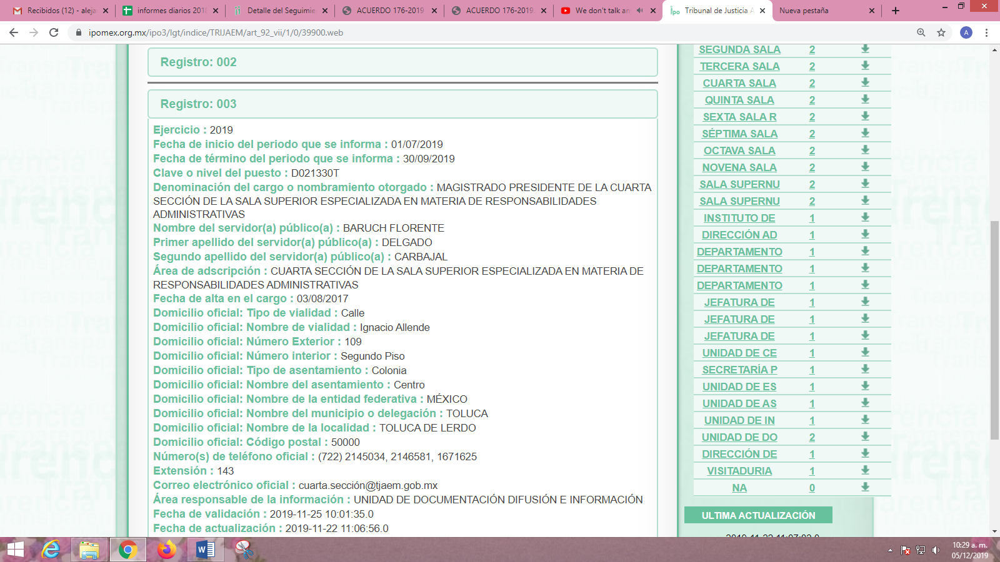 Recibidos (12) - aleja
informes diarios 2018
Detalle del Seguimie
ACUERDO 176-2019
ACUERDO 176-2019
We don't talk an
Tribunal de Justicia A
Nueva pestaña
ipomex.org.mx/ipo3/lgt/indice/TRIJAEM/art_92_vii/1/0/39900.web
A
Registro: 002
Registro: 003
Ejercicio : 2019
Fecha de inicio del periodo que se informa : 01/07/2019
Fecha de término del periodo que se informa : 30/09/2019
Clave o nivel del puesto : D021330T
Denominación del cargo o nombramiento otorgado : MAGISTRADO PRESIDENTE DE LA CUARTA
SECCIÓN DE LA SALA SUPERIOR ESPECIALIZADA EN MATERIA DE RESPONSABILIDADES
ADMINISTRATIVAS
Nombre del servidor(a) público(a) : BARUCH FLORENTE
Primer apellido del servidor(a) público(a) : DELGADO
Segundo apellido del servidor(a) público(a) : CARBAJAL
Área de adscripción : CUARTA SECCIÓN DE LA SALA SUPERIOR ESPECIALIZADA EN MATERIA DE
RESPONSABILIDADES ADMINISTRATIVAS
Fecha de alta en el cargo : 03/08/2017
Domicilio oficial: Tipo de vialidad : Calle
Domicilio oficial: Nombre de vialidad : Ignacio Allende
Domicilio oficial: Número Exterior : 109
Domicilio oficial: Número interior : Segundo Piso
Domicilio oficial: Tipo de asentamiento : Colonia
Domicilio oficial: Nombre del asentamiento : Centro
Domicilio oficial: Nombre de la entidad federativa : MÉXICO
Domicilio oficial: Nombre del municipio o delegación : TOLUCA
Domicilio oficial: Nombre de la localidad : TOLUCA DE LERDO
Domicilio oficial: Código postal : 50000
Número(s) de teléfono oficial : (722) 2145034, 2146581, 1671625
Extensión : 143
Correo electrónico oficial : cuarta.sección@tjaem.gob.mx
Área responsable de la información : UNIDAD DE DOCUMENTACIÓN DIFUSIÓN E INFORMACIÓN
Fecha de validación : 2019-11-25 10:01:35.0
Fecha de actualización : 2019-11-22 11:06:56.0
SEGUNDA SALA 2
TERCERA SALA 2
CUARTA SALA 2
QUINTA SALA 2
SEXTA SALA R 2
SÉPTIMA SALA 2
OCTAVA SALA 2
NOVENA SALA 2
SALA SUPERNU 2
SALA SUPERNU 2
INSTITUTO DE 1
DIRECCIÓN AD 1
DEPARTAMENTO 1
DEPARTAMENTO 1
DEPARTAMENTO 1
JEFATURA DE 1
JEFATURA DE 1
JEFATURA DE 1
UNIDAD DE CE 1
SECRETARÍA P 1
UNIDAD DE ES 1
UNIDAD DE AS 1
UNIDAD DE IN 1
UNIDAD DE DO 2
DIRECCIÓN DE 1
VISITADURIA 1
NA 0
ULTIMA ACTUALIZACIÓN
10:29 a. m.
05/12/2019